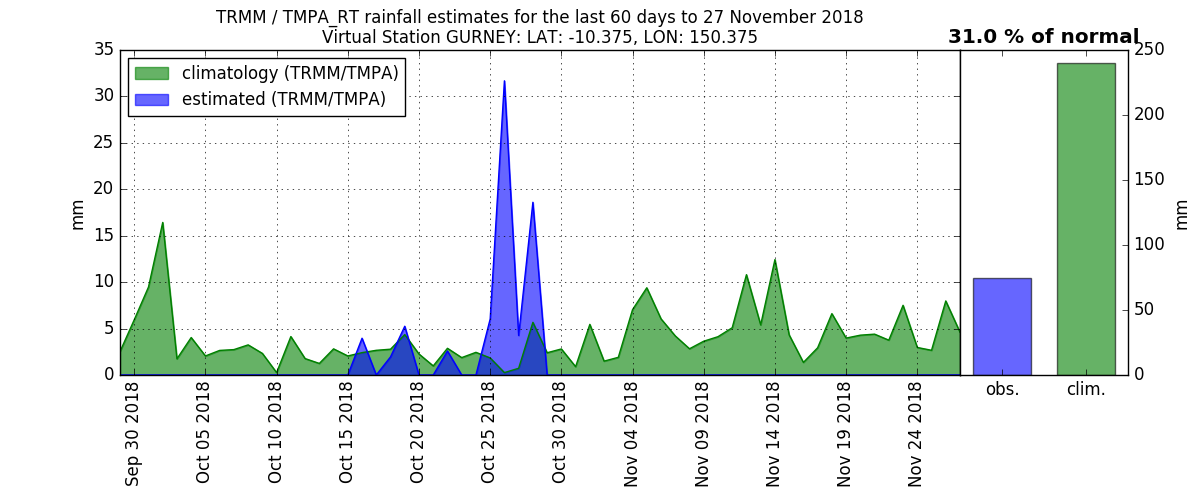 TRMM / TMPA_RT rainfall estimates for the last 60 days to 27 November 2018
Virtual Station GURNEY: LAT: -10.375, LON: 150.375
31.0 % of normal
climatology (TRMM/TMPA)
estimated (TRMM/TMPA)
35
30
25
20
15
10
5
0
mm
Sep 30 2018
Oct 05 2018
Oct 10 2018
Oct 15 2018
Oct 20 2018
Oct 25 2018
Oct 30 2018
Nov 04 2018
Nov 09 2018
Nov 14 2018
Nov 19 2018
Nov 24 2018
obs.
clim.
250
200
150
100
50
0
mm